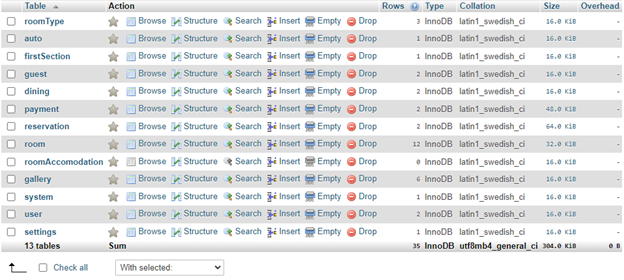 Table Action Rows Type Collation Size Overhead
roomType Browse Structure Search Insert Empty Drop 3 InnoDB latin1_swedish_ci 16.0 KiB -
auto Browse Structure Search Insert Empty Drop 1 InnoDB latin1_swedish_ci 16.0 KiB -
firstSection Browse Structure Search Insert Empty Drop 1 InnoDB latin1_swedish_ci 16.0 KiB -
guest Browse Structure Search Insert Empty Drop 2 InnoDB latin1_swedish_ci 16.0 KiB -
dining Browse Structure Search Insert Empty Drop 2 InnoDB latin1_swedish_ci 16.0 KiB -
payment Browse Structure Search Insert Empty Drop 2 InnoDB latin1_swedish_ci 48.0 KiB -
reservation Browse Structure Search Insert Empty Drop 2 InnoDB latin1_swedish_ci 64.0 KiB -
room Browse Structure Search Insert Empty Drop 12 InnoDB latin1_swedish_ci 32.0 KiB -
roomAccomodation Browse Structure Search Insert Empty Drop 0 InnoDB latin1_swedish_ci 16.0 KiB -
gallery Browse Structure Search Insert Empty Drop 6 InnoDB latin1_swedish_ci 16.0 KiB -
system Browse Structure Search Insert Empty Drop 1 InnoDB latin1_swedish_ci 16.0 KiB -
user Browse Structure Search Insert Empty Drop 2 InnoDB latin1_swedish_ci 16.0 KiB -
settings Browse Structure Search Insert Empty Drop 1 InnoDB latin1_swedish_ci 16.0 KiB -
13 tables Sum 35 InnoDB utf8mb4_general_ci 304.0 KiB 0 B
Check all With selected: